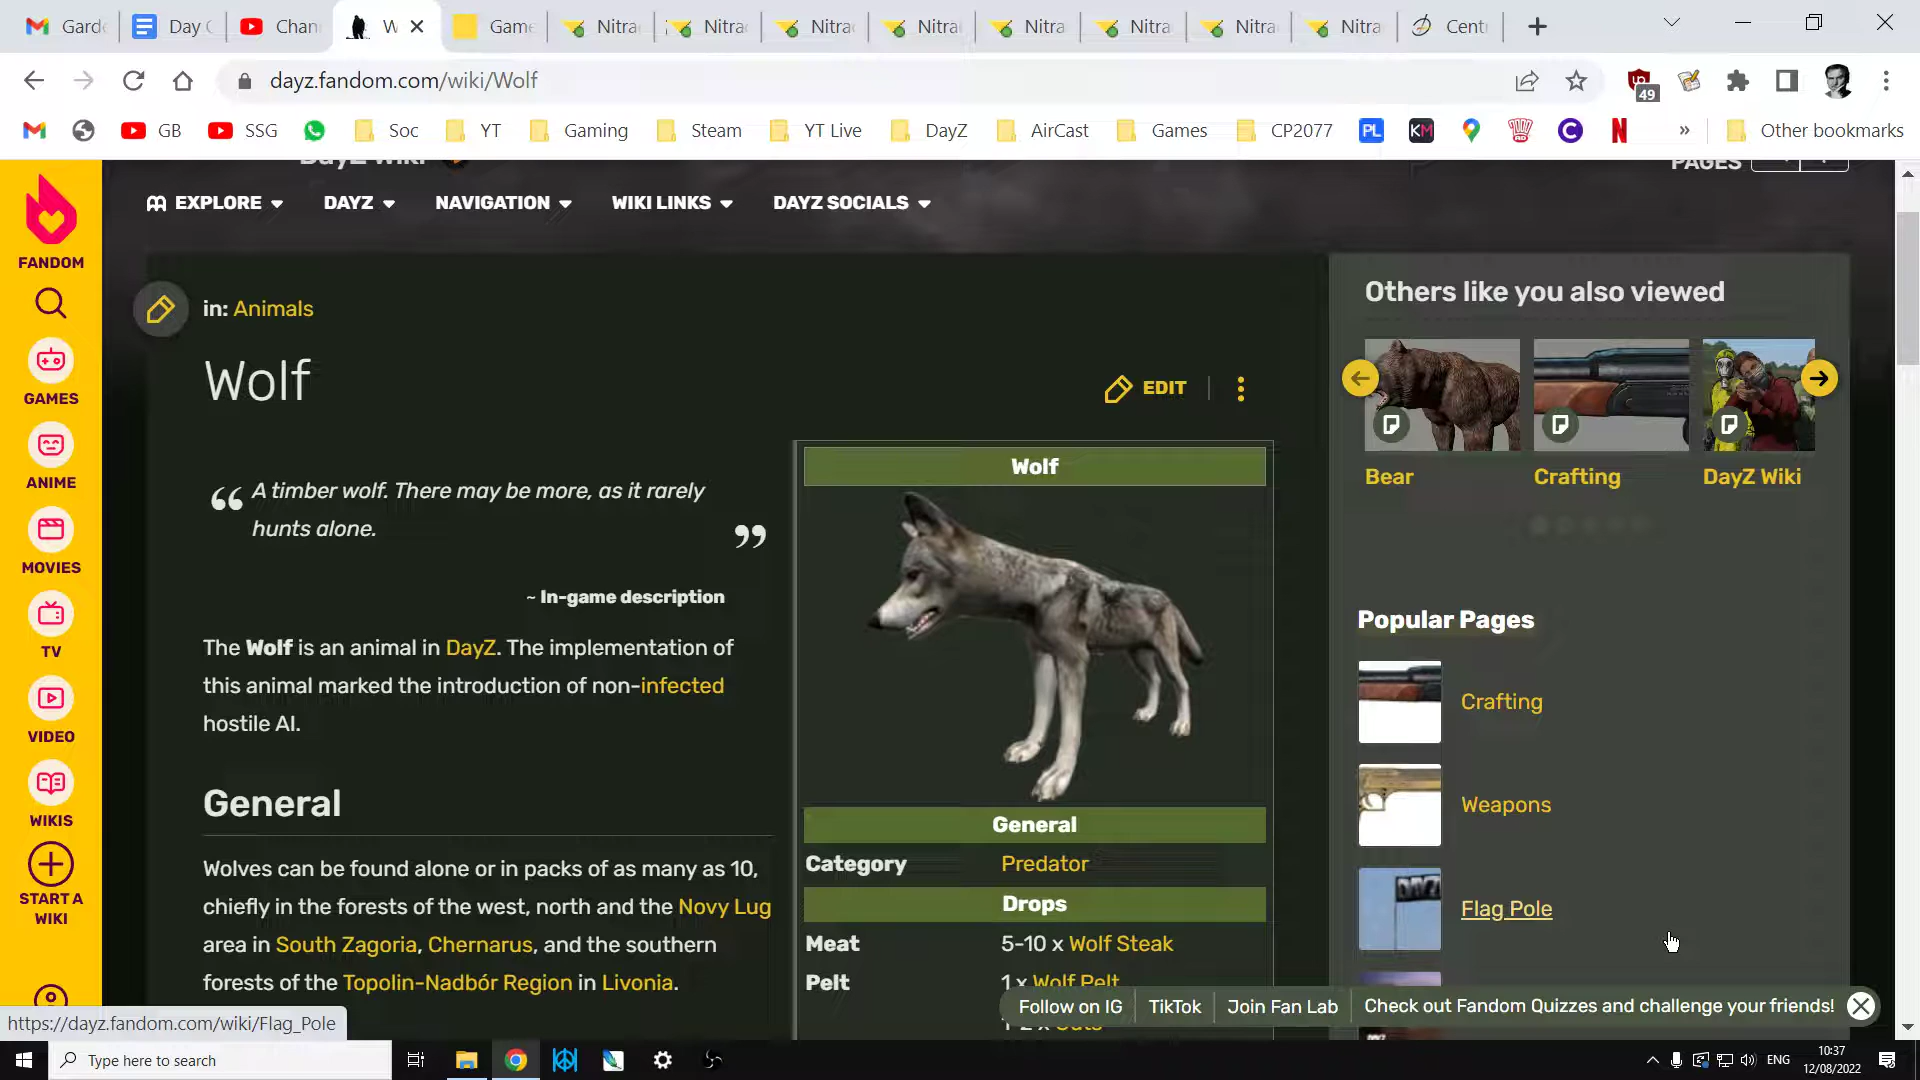 Gard
Day
Chan
W
Game
Nitra
Nitra
Nitra
Nitra
Nitra
Nitra
Nitra
Nitra
Cent
dayz.fandom.com/wiki/Wolf
49
GB
SSG
Soc
YT
Gaming
Steam
YT Live
DayZ
AirCast
Games
CP2077
PL
KM
C
N
»
Other bookmarks
DayZ Wiki
PAGES
EXPLORE
DAYZ
NAVIGATION
WIKI LINKS
DAYZ SOCIALS
FANDOM
GAMES
ANIME
MOVIES
TV
VIDEO
WIKIS
START A
WIKI
in: Animals
Wolf
EDIT
“ A timber wolf. There may be more, as it rarely
hunts alone. ”
~ In-game description
The Wolf is an animal in DayZ. The implementation of
this animal marked the introduction of non-infected
hostile AI.
General
Wolves can be found alone or in packs of as many as 10,
chiefly in the forests of the west, north and the Novy Lug
area in South Zagoria, Chernarus, and the southern
forests of the Topolin-Nadbór Region in Livonia.
Wolf
General
Category Predator
Drops
Meat 5-10 x Wolf Steak
Pelt 1 x Wolf Pelt
Others like you also viewed
Bear
Crafting
DayZ Wiki
Popular Pages
Crafting
Weapons
DAYZ
Flag Pole
Follow on IG
TikTok
Join Fan Lab
Check out Fandom Quizzes and challenge your friends!
https://dayz.fandom.com/wiki/Flag_Pole
Type here to search
ENG
10:37
12/08/2022